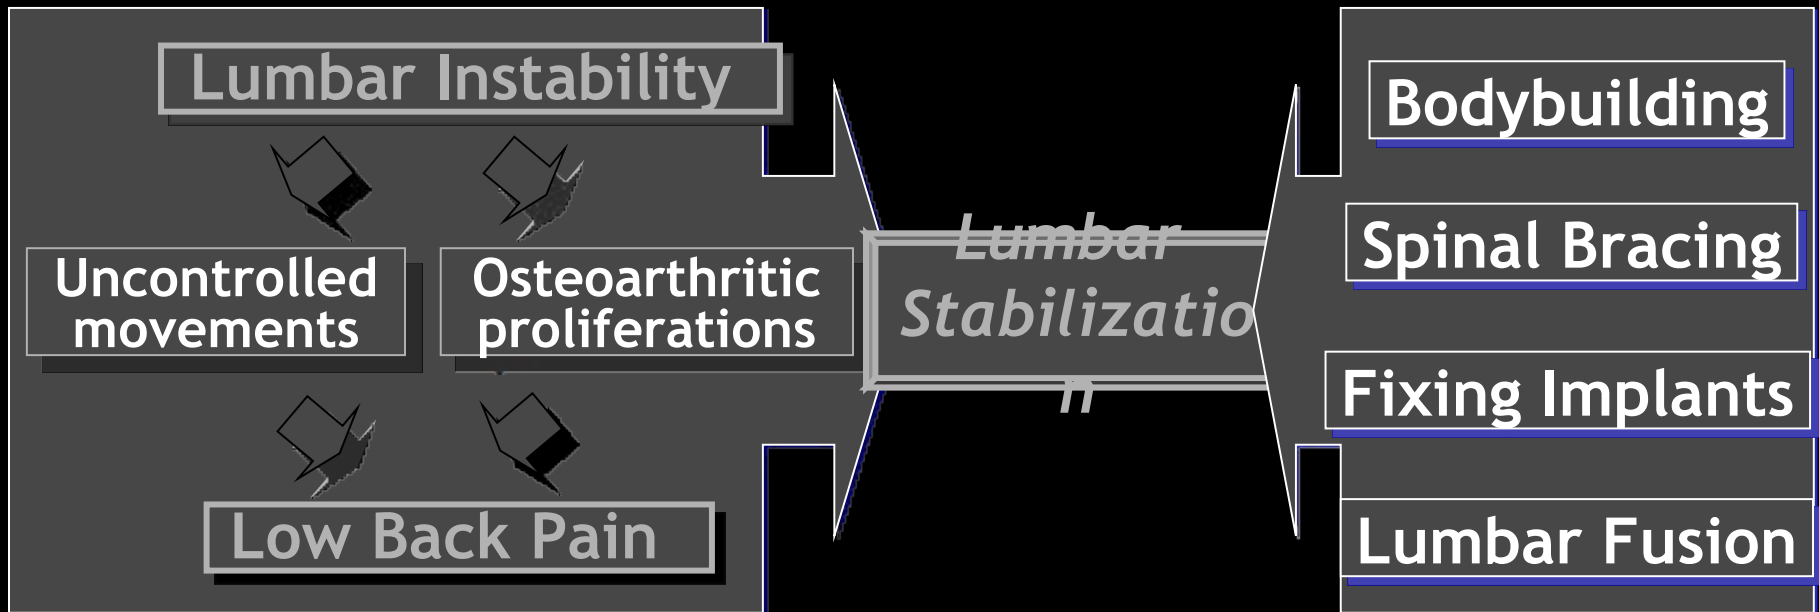 Lumbar Instability
Uncontrolled
movements
Osteoarthritic
proliferations
Low Back Pain
Lumbar
Stabilizatio
n
Bodybuilding
Spinal Bracing
Fixing Implants
Lumbar Fusion